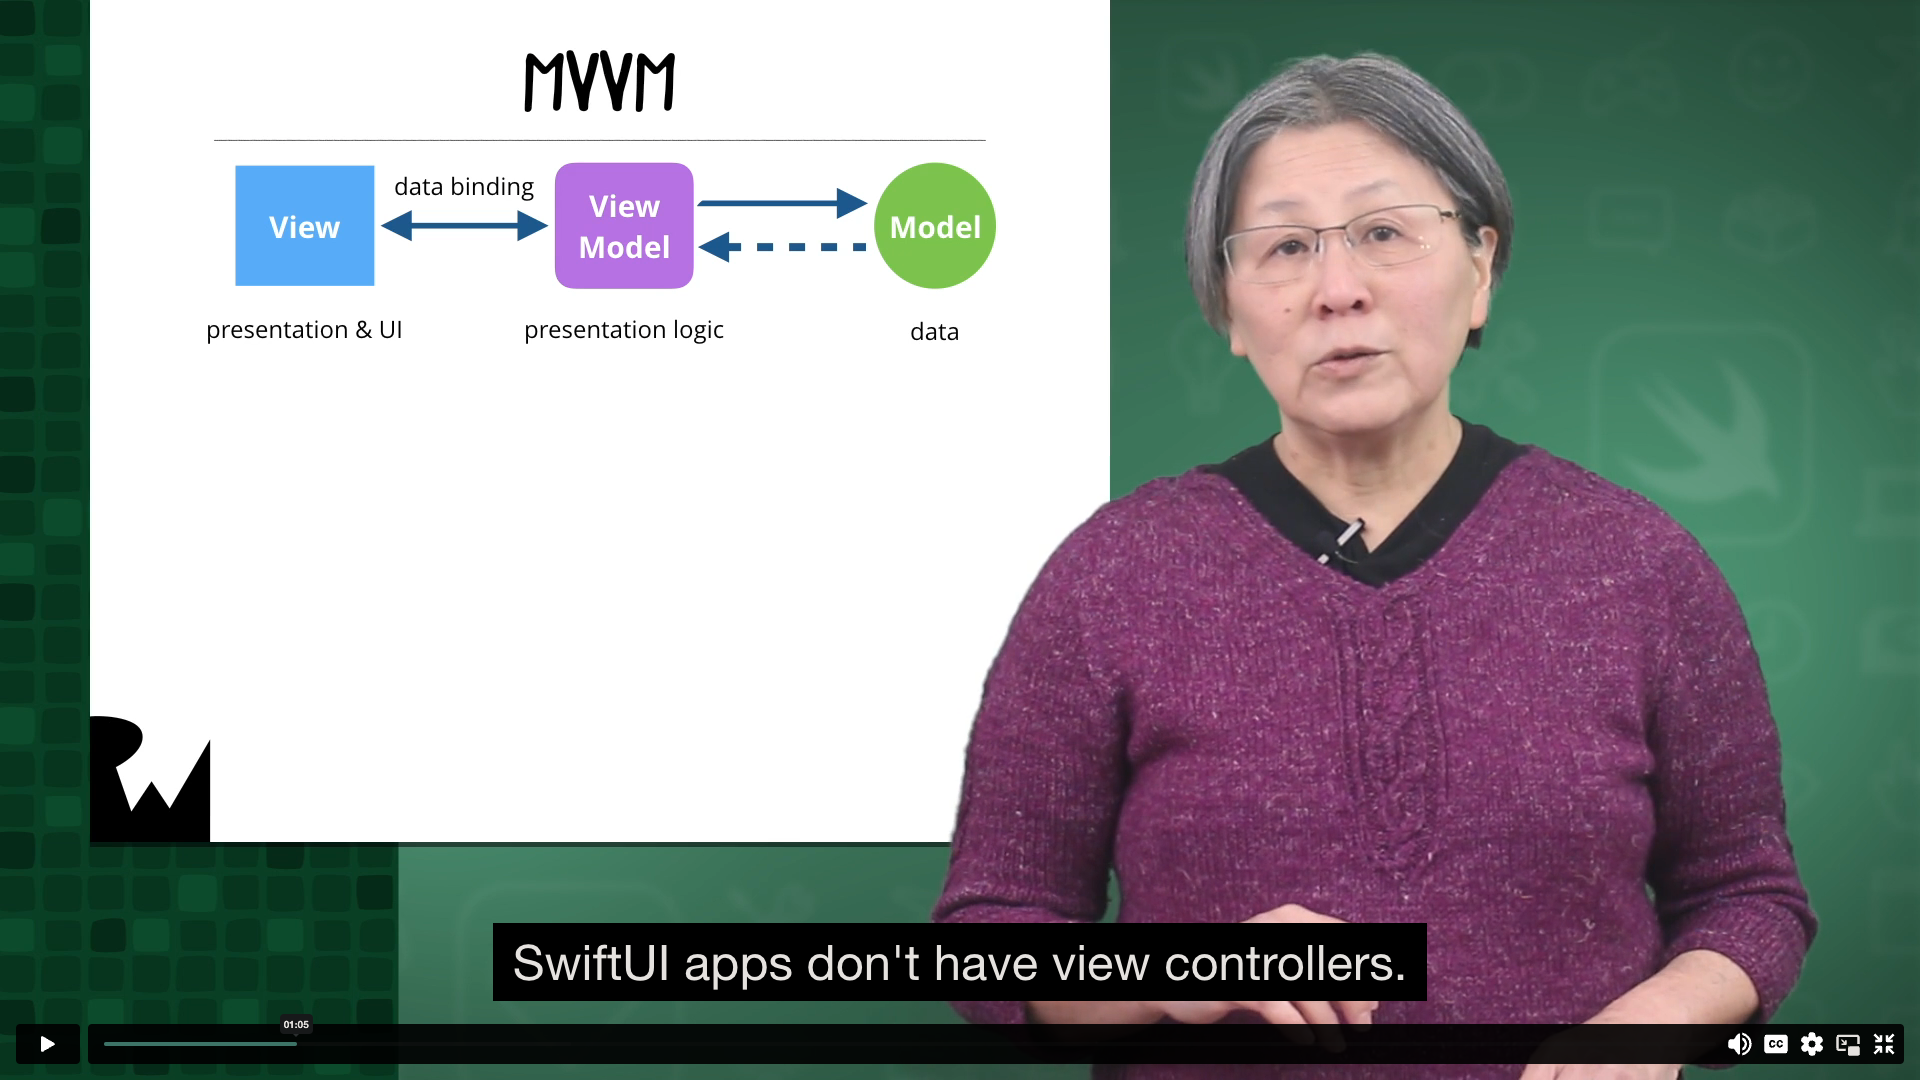 MVVM
data binding
View
View
Model
Model
presentation & UI
presentation logic
data
RW
SwiftUI apps don't have view controllers.
01:05
CC